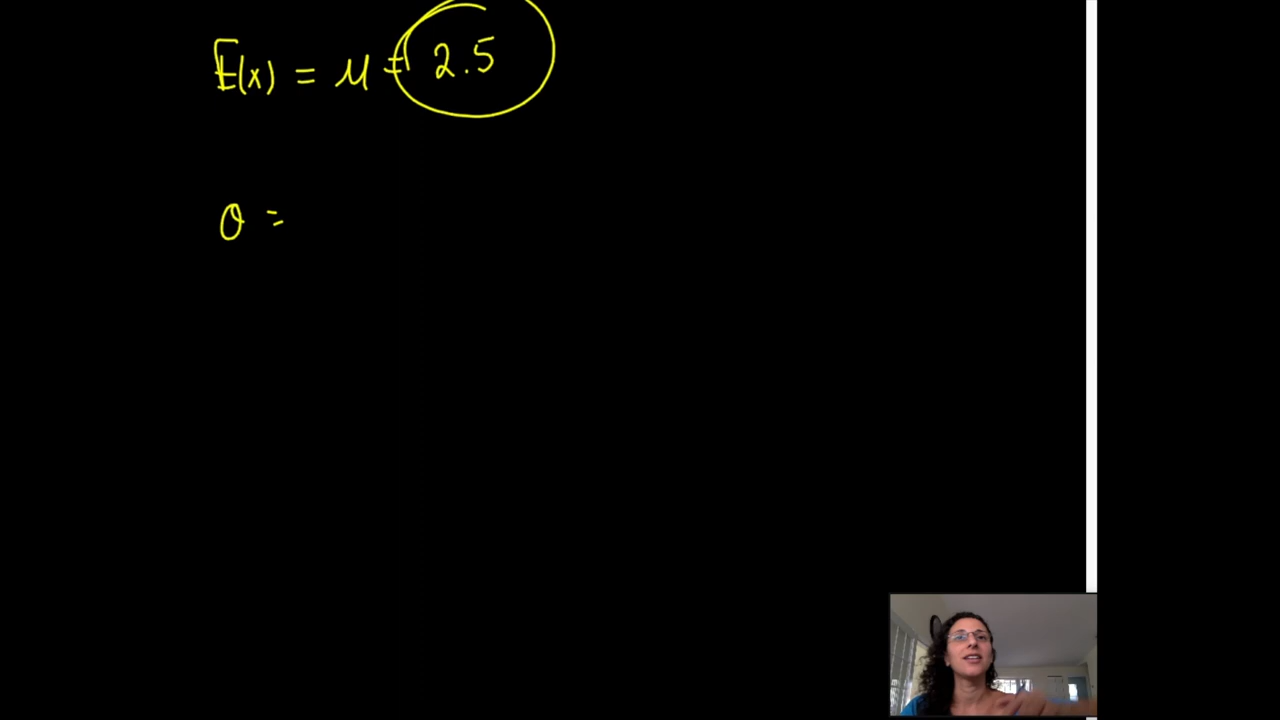 E(x) = μ = 2.5
σ =